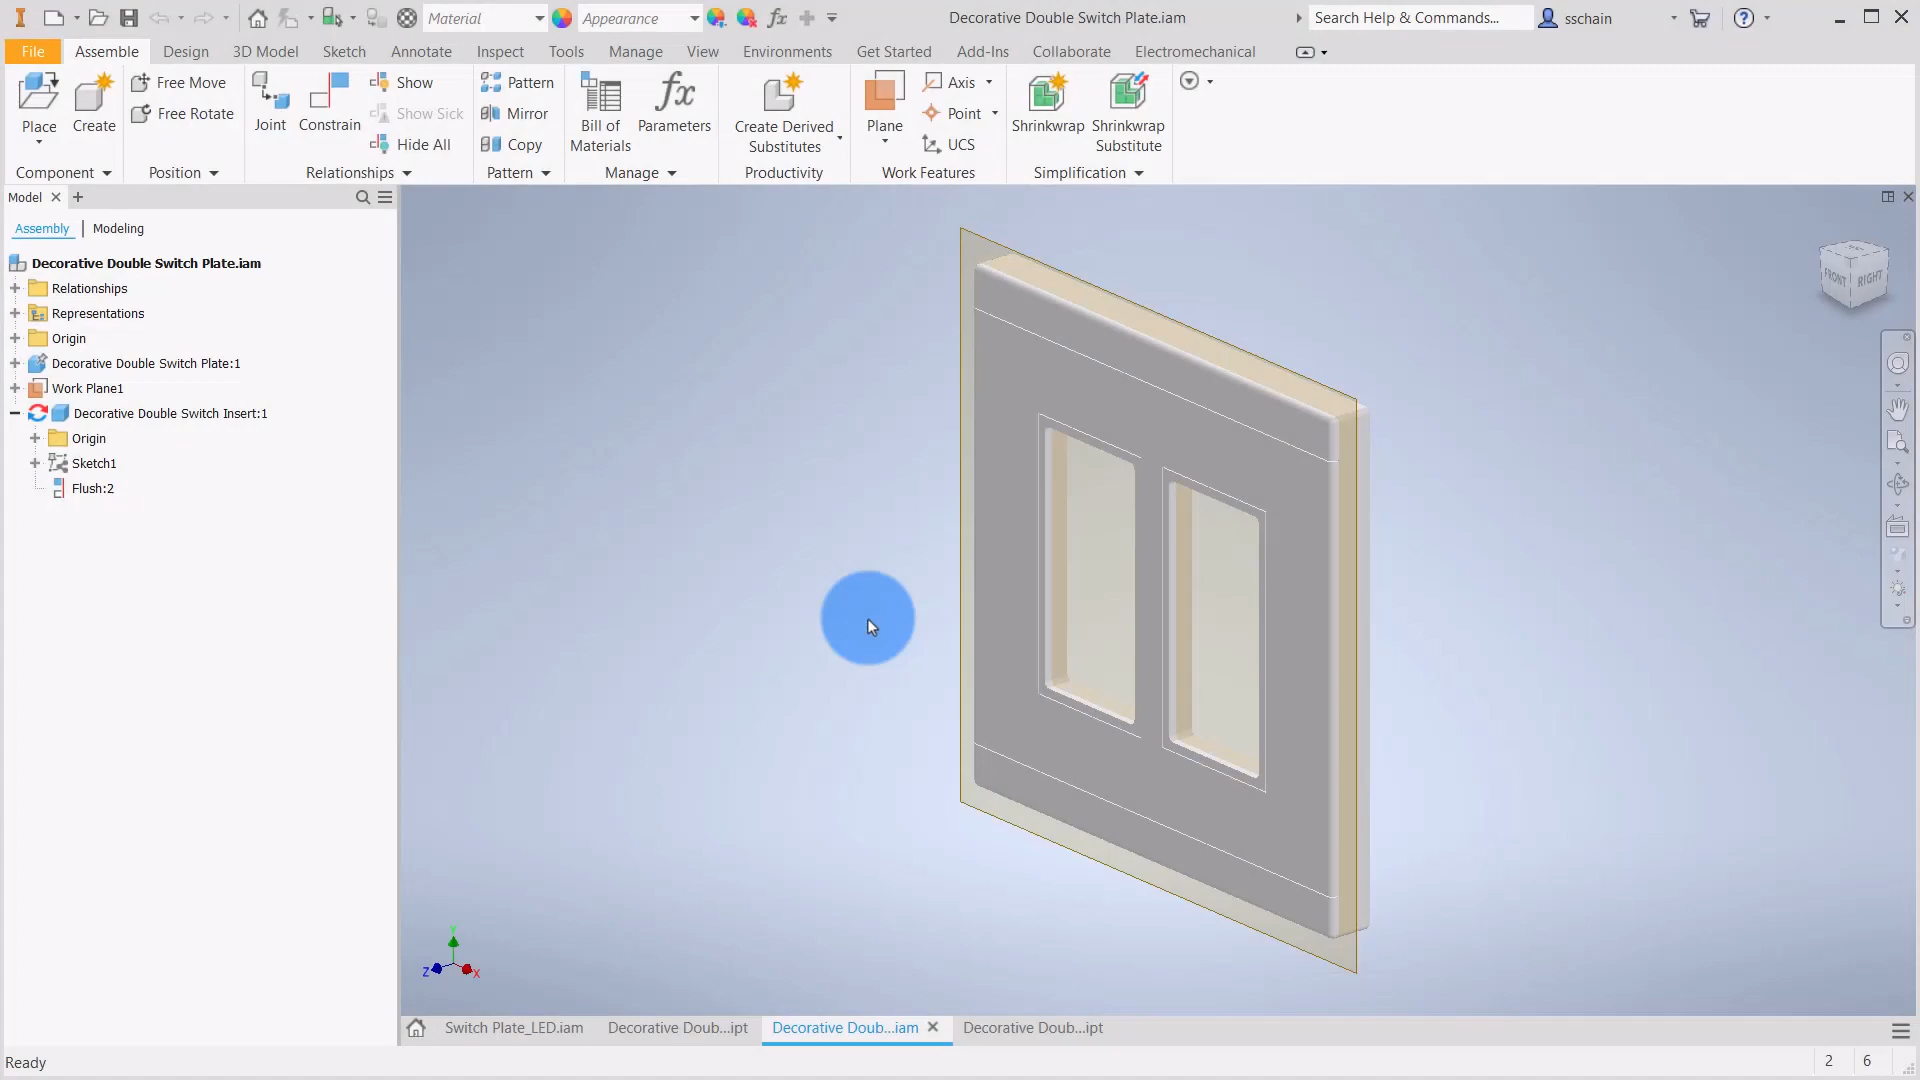 Material
Appearance
Decorative Double Switch Plate.iam
Search Help & Commands...
sschain
File
Assemble
Design
3D Model
Sketch
Annotate
Inspect
Tools
Manage
View
Environments
Get Started
Add-Ins
Collaborate
Electromechanical
Place
Create
Free Move
Free Rotate
Joint
Constrain
Show
Show Sick
Hide All
Pattern
Mirror
Copy
Bill of
Materials
fx
Parameters
Create Derived
Substitutes
Plane
Axis
Point
UCS
Shrinkwrap
Shrinkwrap
Substitute
Component
Position
Relationships
Pattern
Manage
Productivity
Work Features
Simplification
Model
Assembly
Modeling
Decorative Double Switch Plate.iam
Relationships
Representations
Origin
Decorative Double Switch Plate:1
Work Plane1
Decorative Double Switch Insert:1
Origin
Sketch1
Flush:2
FRONT
RIGHT
Y
Z
X
Switch Plate_LED.iam
Decorative Doub...ipt
Decorative Doub...iam
Decorative Doub...ipt
Ready
2
6